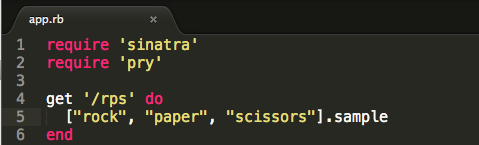 app.rb ×
1 require 'sinatra'
2 require 'pry'
3
4 get '/rps' do
5   ["rock", "paper", "scissors"].sample
6 end